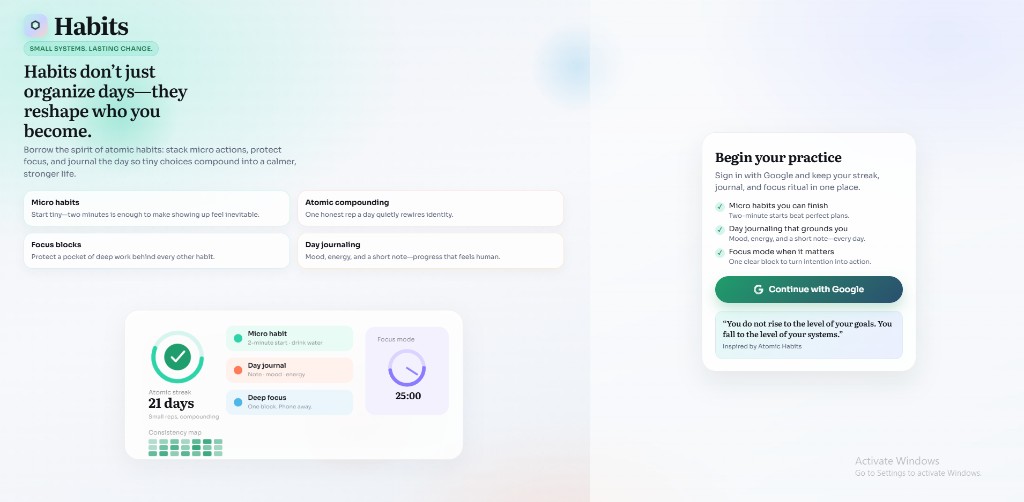 Habits
SMALL SYSTEMS. LASTING CHANGE.
Habits don’t just
organize days—they
reshape who you
become.
Borrow the spirit of atomic habits: stack micro actions, protect
focus, and journal the day so tiny choices compound into a calmer,
stronger life.
Micro habits
Start tiny—two minutes is enough to make showing up feel inevitable.
Atomic compounding
One honest rep a day quietly rewires identity.
Focus blocks
Protect a pocket of deep work behind every other habit.
Day journaling
Mood, energy, and a short note—progress that feels human.
Atomic streak
21 days
Small reps, compounding
Consistency map
Micro habit
2-minute start · drink water
Day journal
Note · mood · energy
Deep focus
One block. Phone away.
Focus mode
25:00
Begin your practice
Sign in with Google and keep your streak,
journal, and focus ritual in one place.
Micro habits you can finish
Two-minute starts beat perfect plans.
Day journaling that grounds you
Mood, energy, and a short note—every day.
Focus mode when it matters
One clear block to turn intention into action.
Continue with Google
“You do not rise to the level of your goals. You
fall to the level of your systems.”
Inspired by Atomic Habits
Activate Windows
Go to Settings to activate Windows.